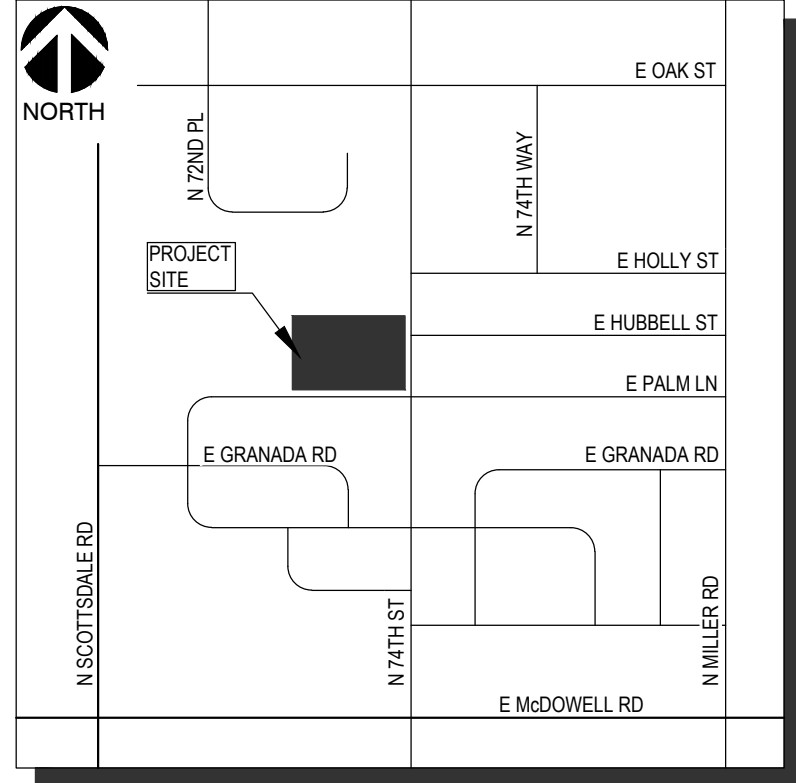 E OAK ST
NORTH
N 72ND PL
N 74TH WAY
PROJECT
SITE
E HOLLY ST
E HUBBELL ST
E PALM LN
E GRANADA RD
E GRANADA RD
N SCOTTSDALE RD
N 74TH ST
N MILLER RD
E McDOWELL RD